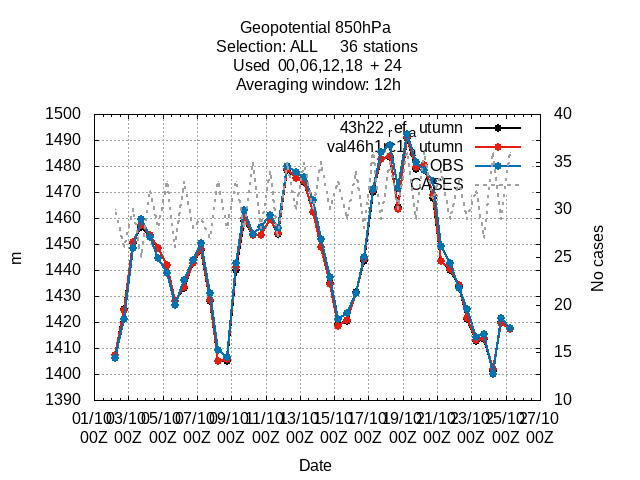 Geopotential 850hPa
Selection: ALL 36 stations
Used 00,06,12,18 + 24
Averaging window: 12h
43h22 ref autumn
OBS
CASES
1500
1490
1480
1470
1460
1450
1440
1430
1420
1410
1400
1390
m
40
35
30
25
20
15
10
No cases
01/10 03/10 05/10 07/10 09/10 11/10 13/10 15/10 17/10 19/10 21/10 23/10 25/10 27/10
00Z 00Z 00Z 00Z 00Z 00Z 00Z 00Z 00Z 00Z 00Z 00Z 00Z 00Z
Date